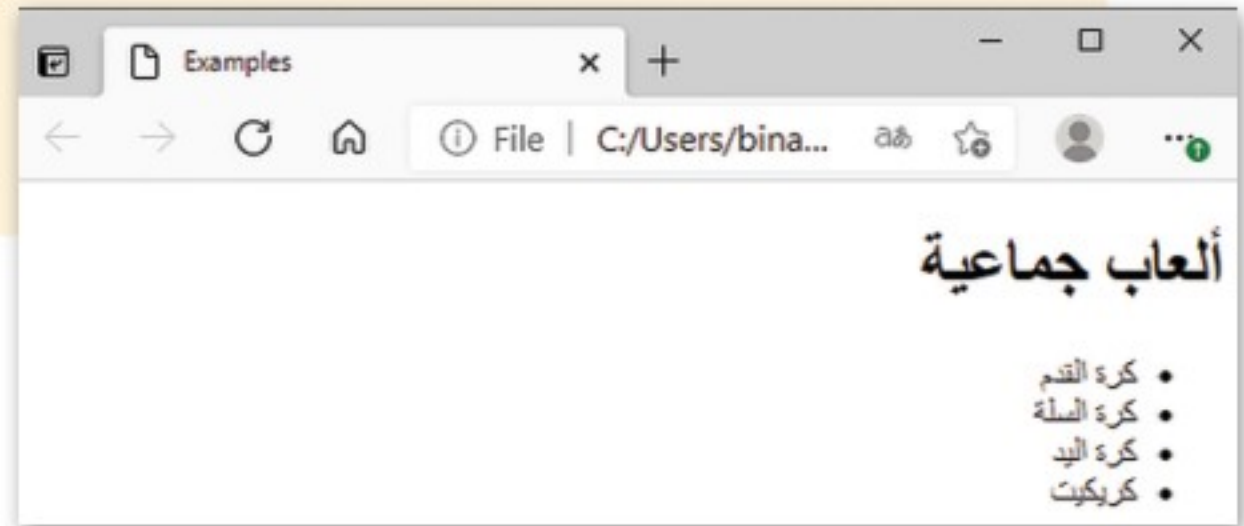 Examples
File | C:/Users/bina...
ألعاب جماعية
• كرة القدم
• كرة السلة
• كرة اليد
• كريكيت